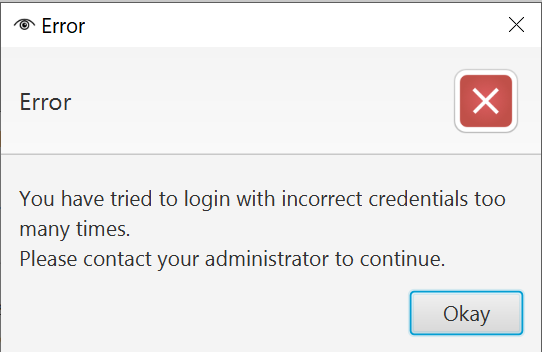 Error
Error
You have tried to login with incorrect credentials too
many times.
Please contact your administrator to continue.
Okay